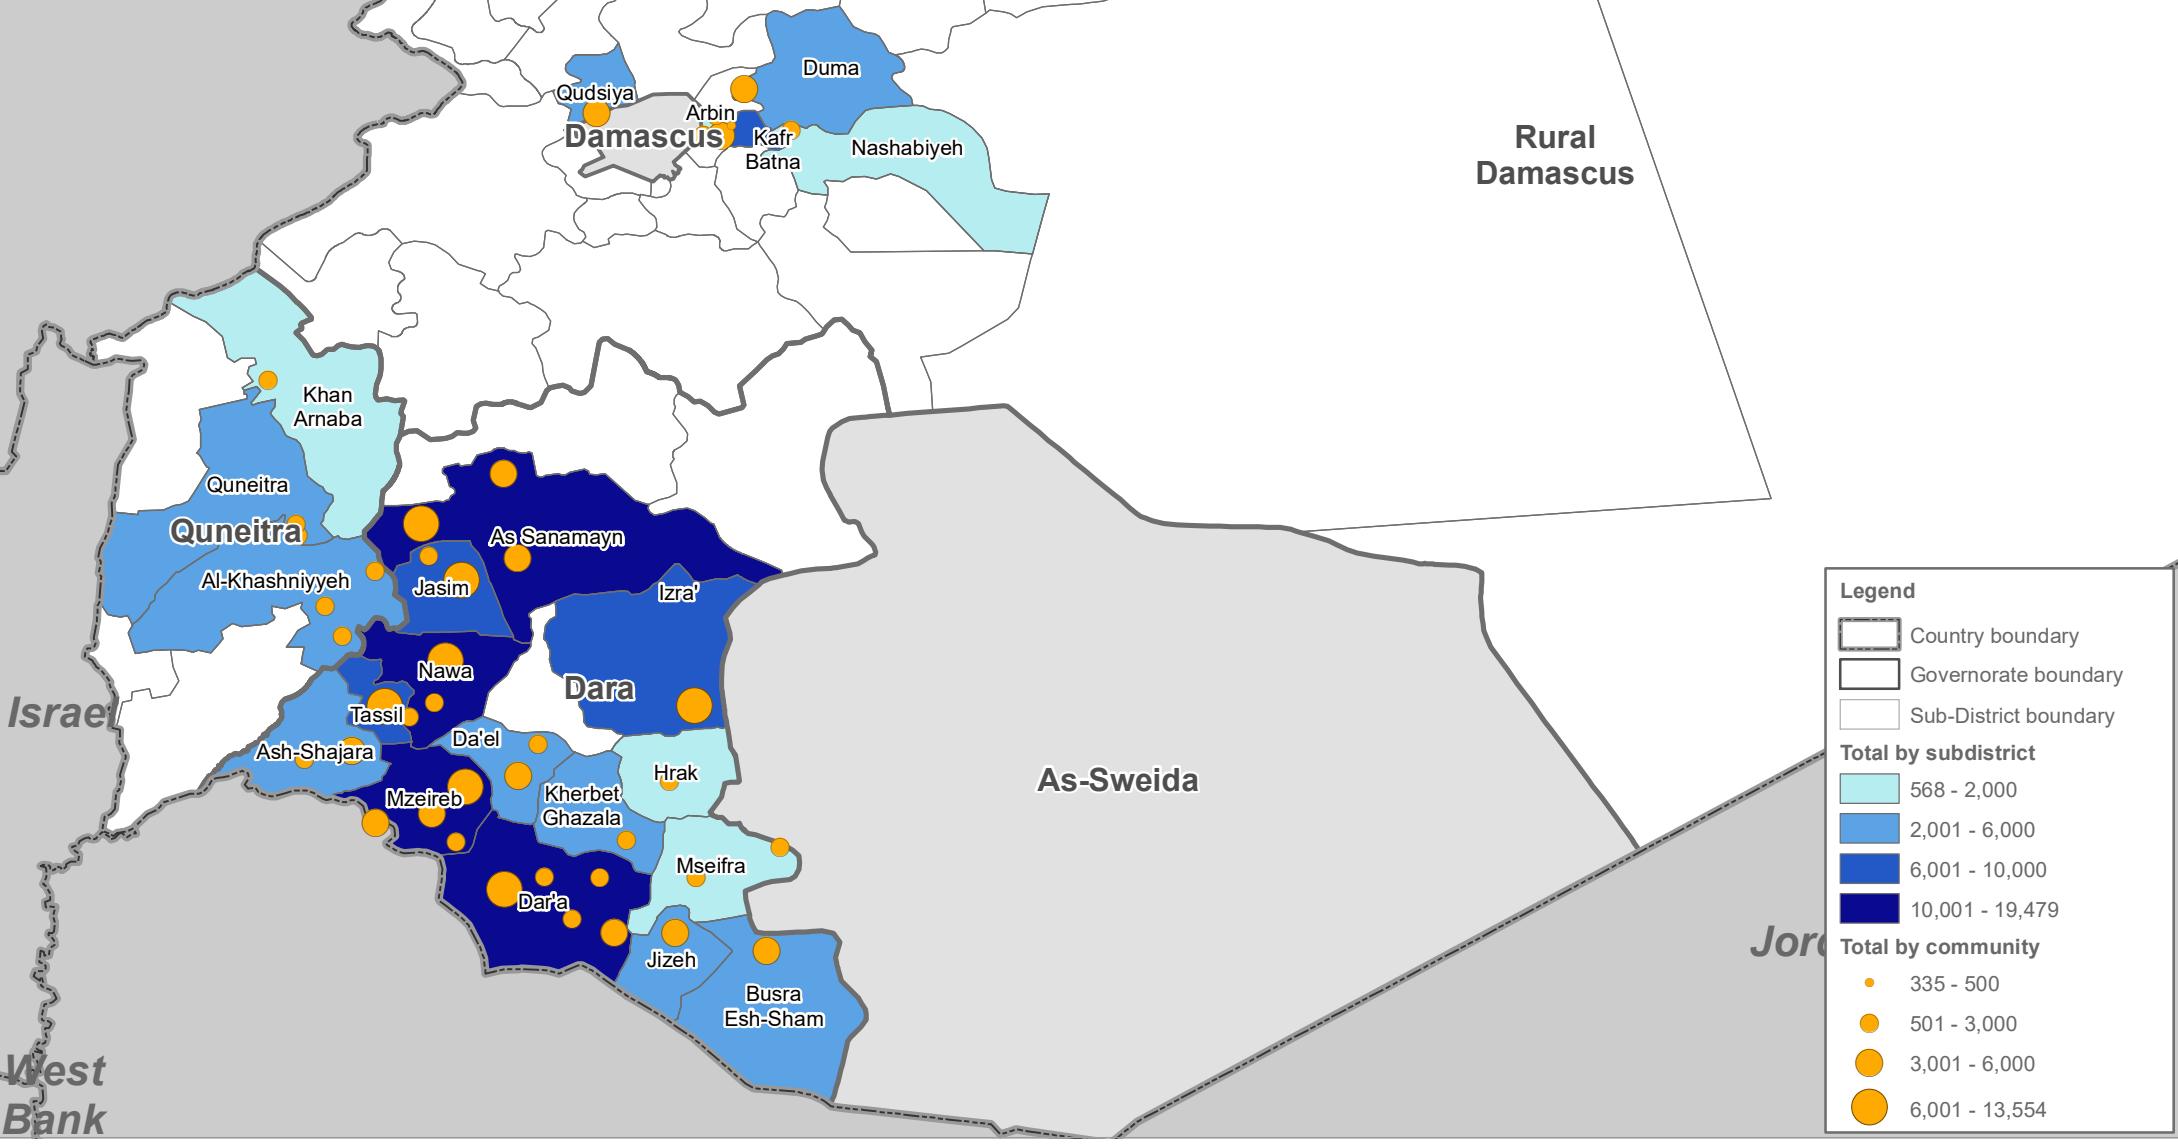 Duma
Qudsiya
Arbin
Damascus
Kafr
Batna
Nashabiyeh
Rural
Damascus
Khan
Arnaba
Quneitra
Quneitra
As Sanamayn
Al-Khashniyyeh
Jasim
Izra'
Nawa
Dara
Israel
Tassil
Da'el
Ash-Shajara
Hrak
As-Sweida
Mzeireb
Kherbet
Ghazala
Mseifra
Dar'a
Jizeh
Busra
Esh-Sham
Jor
West
Bank
Legend
Country boundary
Governorate boundary
Sub-District boundary
Total by subdistrict
568 - 2,000
2,001 - 6,000
6,001 - 10,000
10,001 - 19,479
Total by community
335 - 500
501 - 3,000
3,001 - 6,000
6,001 - 13,554